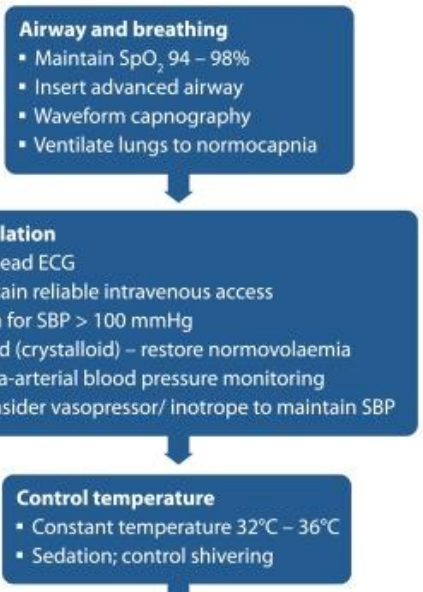 Airway and breathing
▪ Maintain SpO₂ 94 – 98%
▪ Insert advanced airway
▪ Waveform capnography
▪ Ventilate lungs to normocapnia
lation
ead ECG
tain reliable intravenous access
for SBP > 100 mmHg
d (crystalloid) – restore normovolaemia
a-arterial blood pressure monitoring
nsider vasopressor/ inotrope to maintain SBP
Control temperature
▪ Constant temperature 32°C – 36°C
▪ Sedation; control shivering